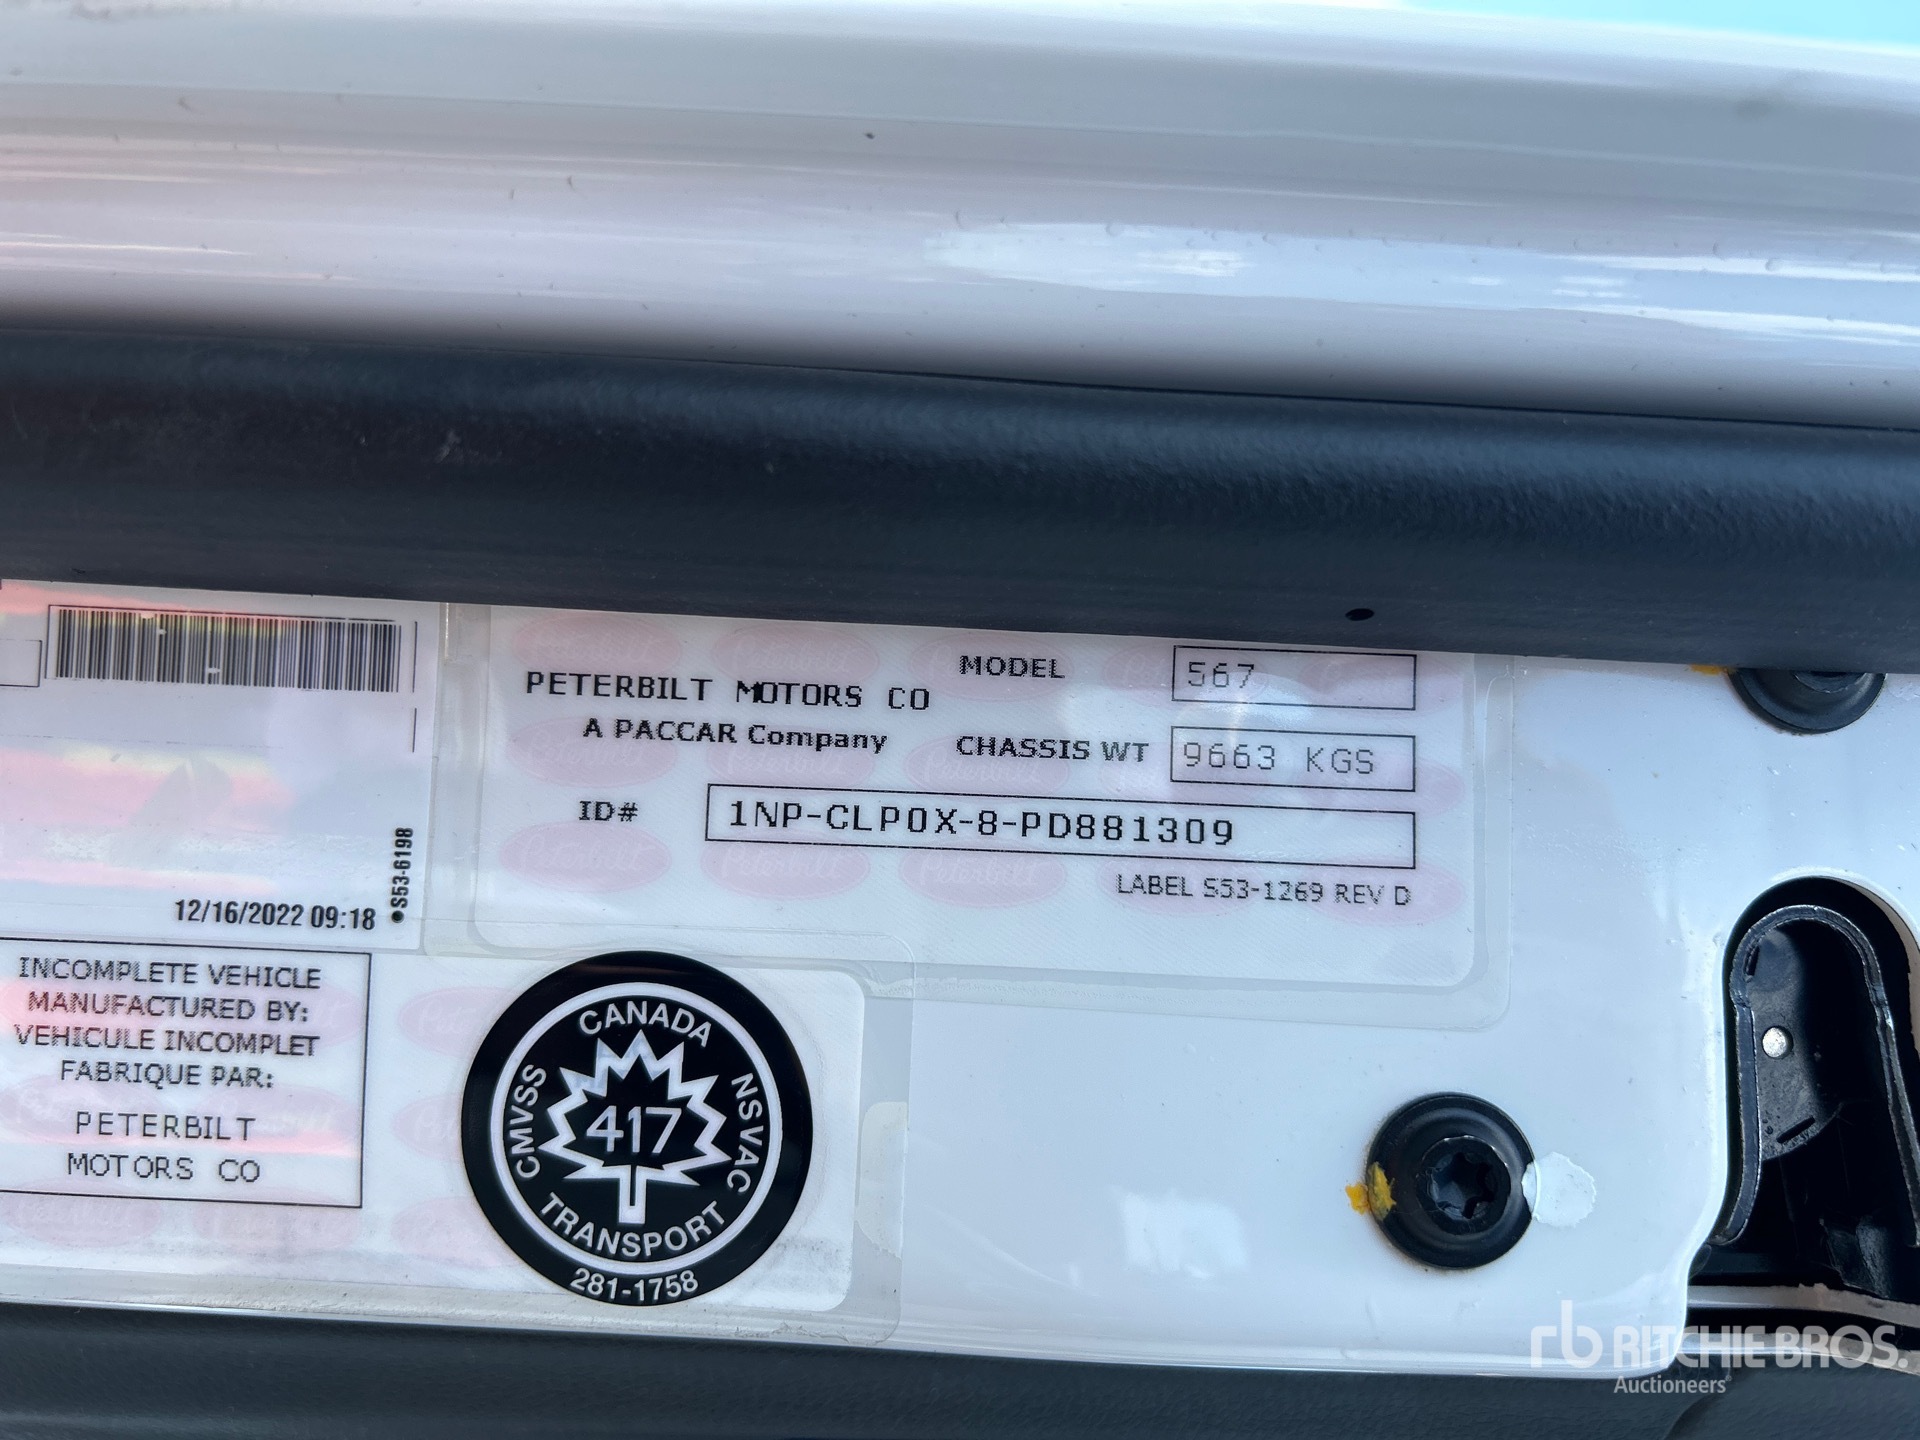 PETERBILT MOTORS CO
A PACCAR Company
MODEL 567
CHASSIS WT 9663 KGS
ID# 1NP-CLP0X-8-PD881309
LABEL S53-1269 REV D
12/16/2022 09:18
●S53-6198
INCOMPLETE VEHICLE
MANUFACTURED BY:
VEHICULE INCOMPLET
FABRIQUE PAR:
PETERBILT
MOTORS CO
CANADA
CMVSS
417
NSVAC
TRANSPORT
281-1758
rb RITCHIE BROS.
Auctioneers